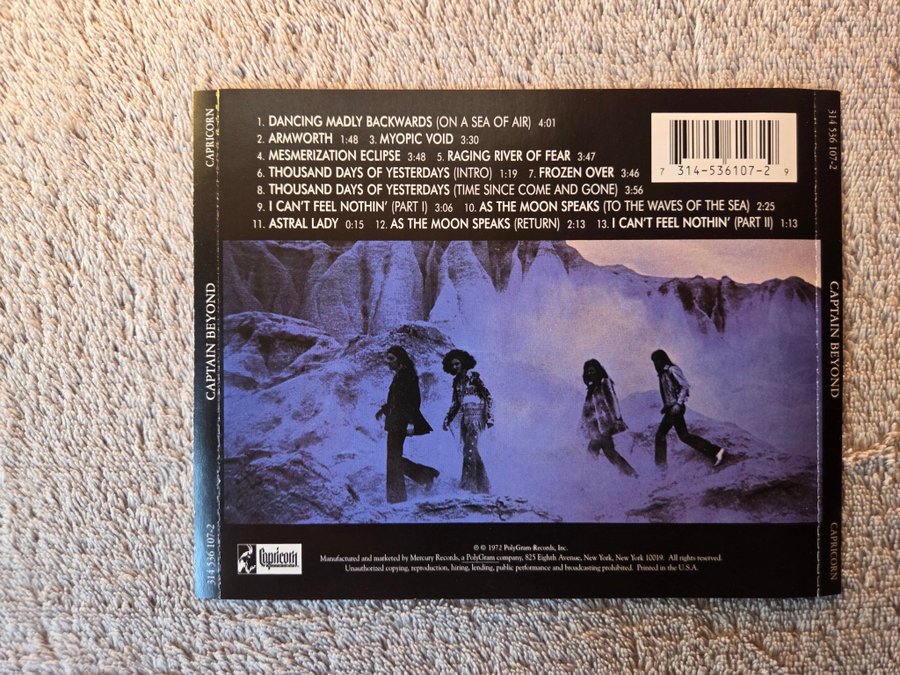 1. DANCING MADLY BACKWARDS (ON A SEA OF AIR) 4:01
2. ARMWORTH 1:48 3. MYOPIC VOID 3:30
4. MESMERIZATION ECLIPSE 3:48 5. RAGING RIVER OF FEAR 3:47
6. THOUSAND DAYS OF YESTERDAYS (INTRO) 1:19 7. FROZEN OVER 3:46
8. THOUSAND DAYS OF YESTERDAYS (TIME SINCE COME AND GONE) 3:56
9. I CAN'T FEEL NOTHIN' (PART I) 3:06 10. AS THE MOON SPEAKS (TO THE WAVES OF THE SEA) 2:25
11. ASTRAL LADY 0:15 12. AS THE MOON SPEAKS (RETURN) 2:13 13. I CAN'T FEEL NOTHIN' (PART II) 1:13
7 314-536107-2 9
CAPRICORN
CAPTAIN BEYOND
314 536 107-2
314 536 107-2
CAPTAIN BEYOND
CAPRICORN
Capricorn
℗ © 1972 PolyGram Records, Inc.
Manufactured and marketed by Mercury Records, a PolyGram company, 825 Eighth Avenue, New York, New York 10019. All rights reserved.
Unauthorized copying, reproduction, hiring, lending, public performance and broadcasting prohibited. Printed in the U.S.A.